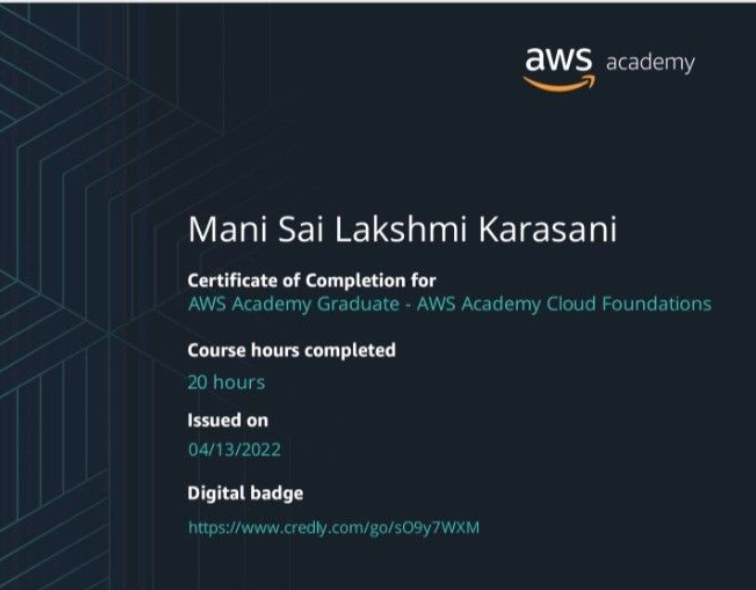 aws academy
Mani Sai Lakshmi Karasani
Certificate of Completion for
AWS Academy Graduate - AWS Academy Cloud Foundations
Course hours completed
20 hours
Issued on
04/13/2022
Digital badge
https://www.credly.com/go/sO9y7WXM